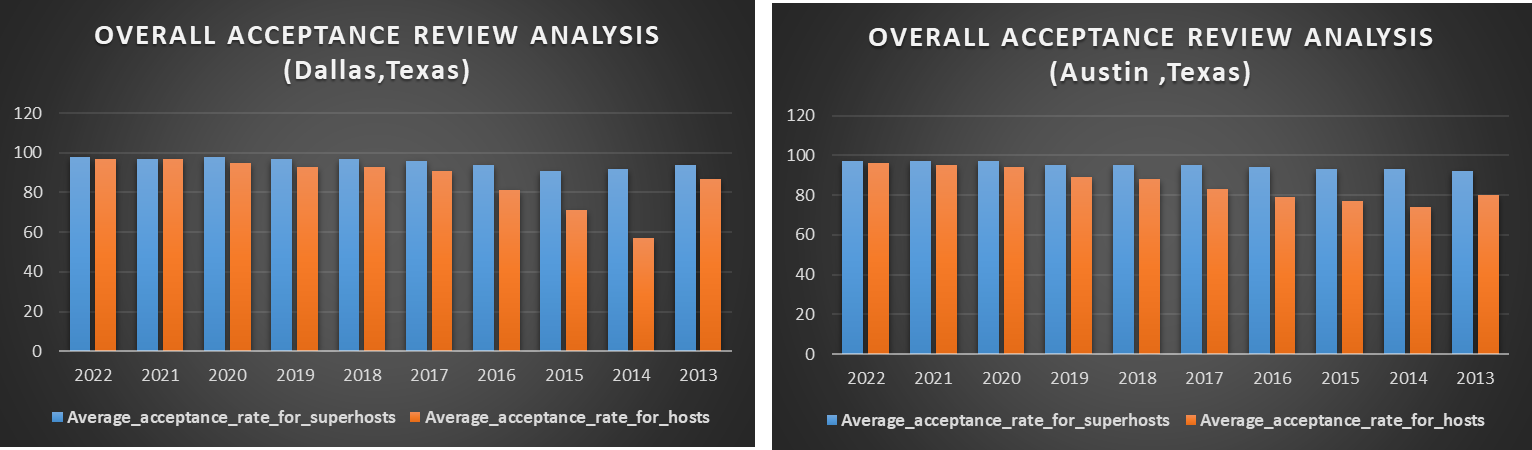 OVERALL ACCEPTANCE REVIEW ANALYSIS
(Dallas,Texas)
120
100
80
60
40
20
0
2022 2021 2020 2019 2018 2017 2016 2015 2014 2013
Average_acceptance_rate_for_superhosts Average_acceptance_rate_for_hosts
OVERALL ACCEPTANCE REVIEW ANALYSIS
(Austin ,Texas)
120
100
80
60
40
20
0
2022 2021 2020 2019 2018 2017 2016 2015 2014 2013
Average_acceptance_rate_for_superhosts Average_acceptance_rate_for_hosts